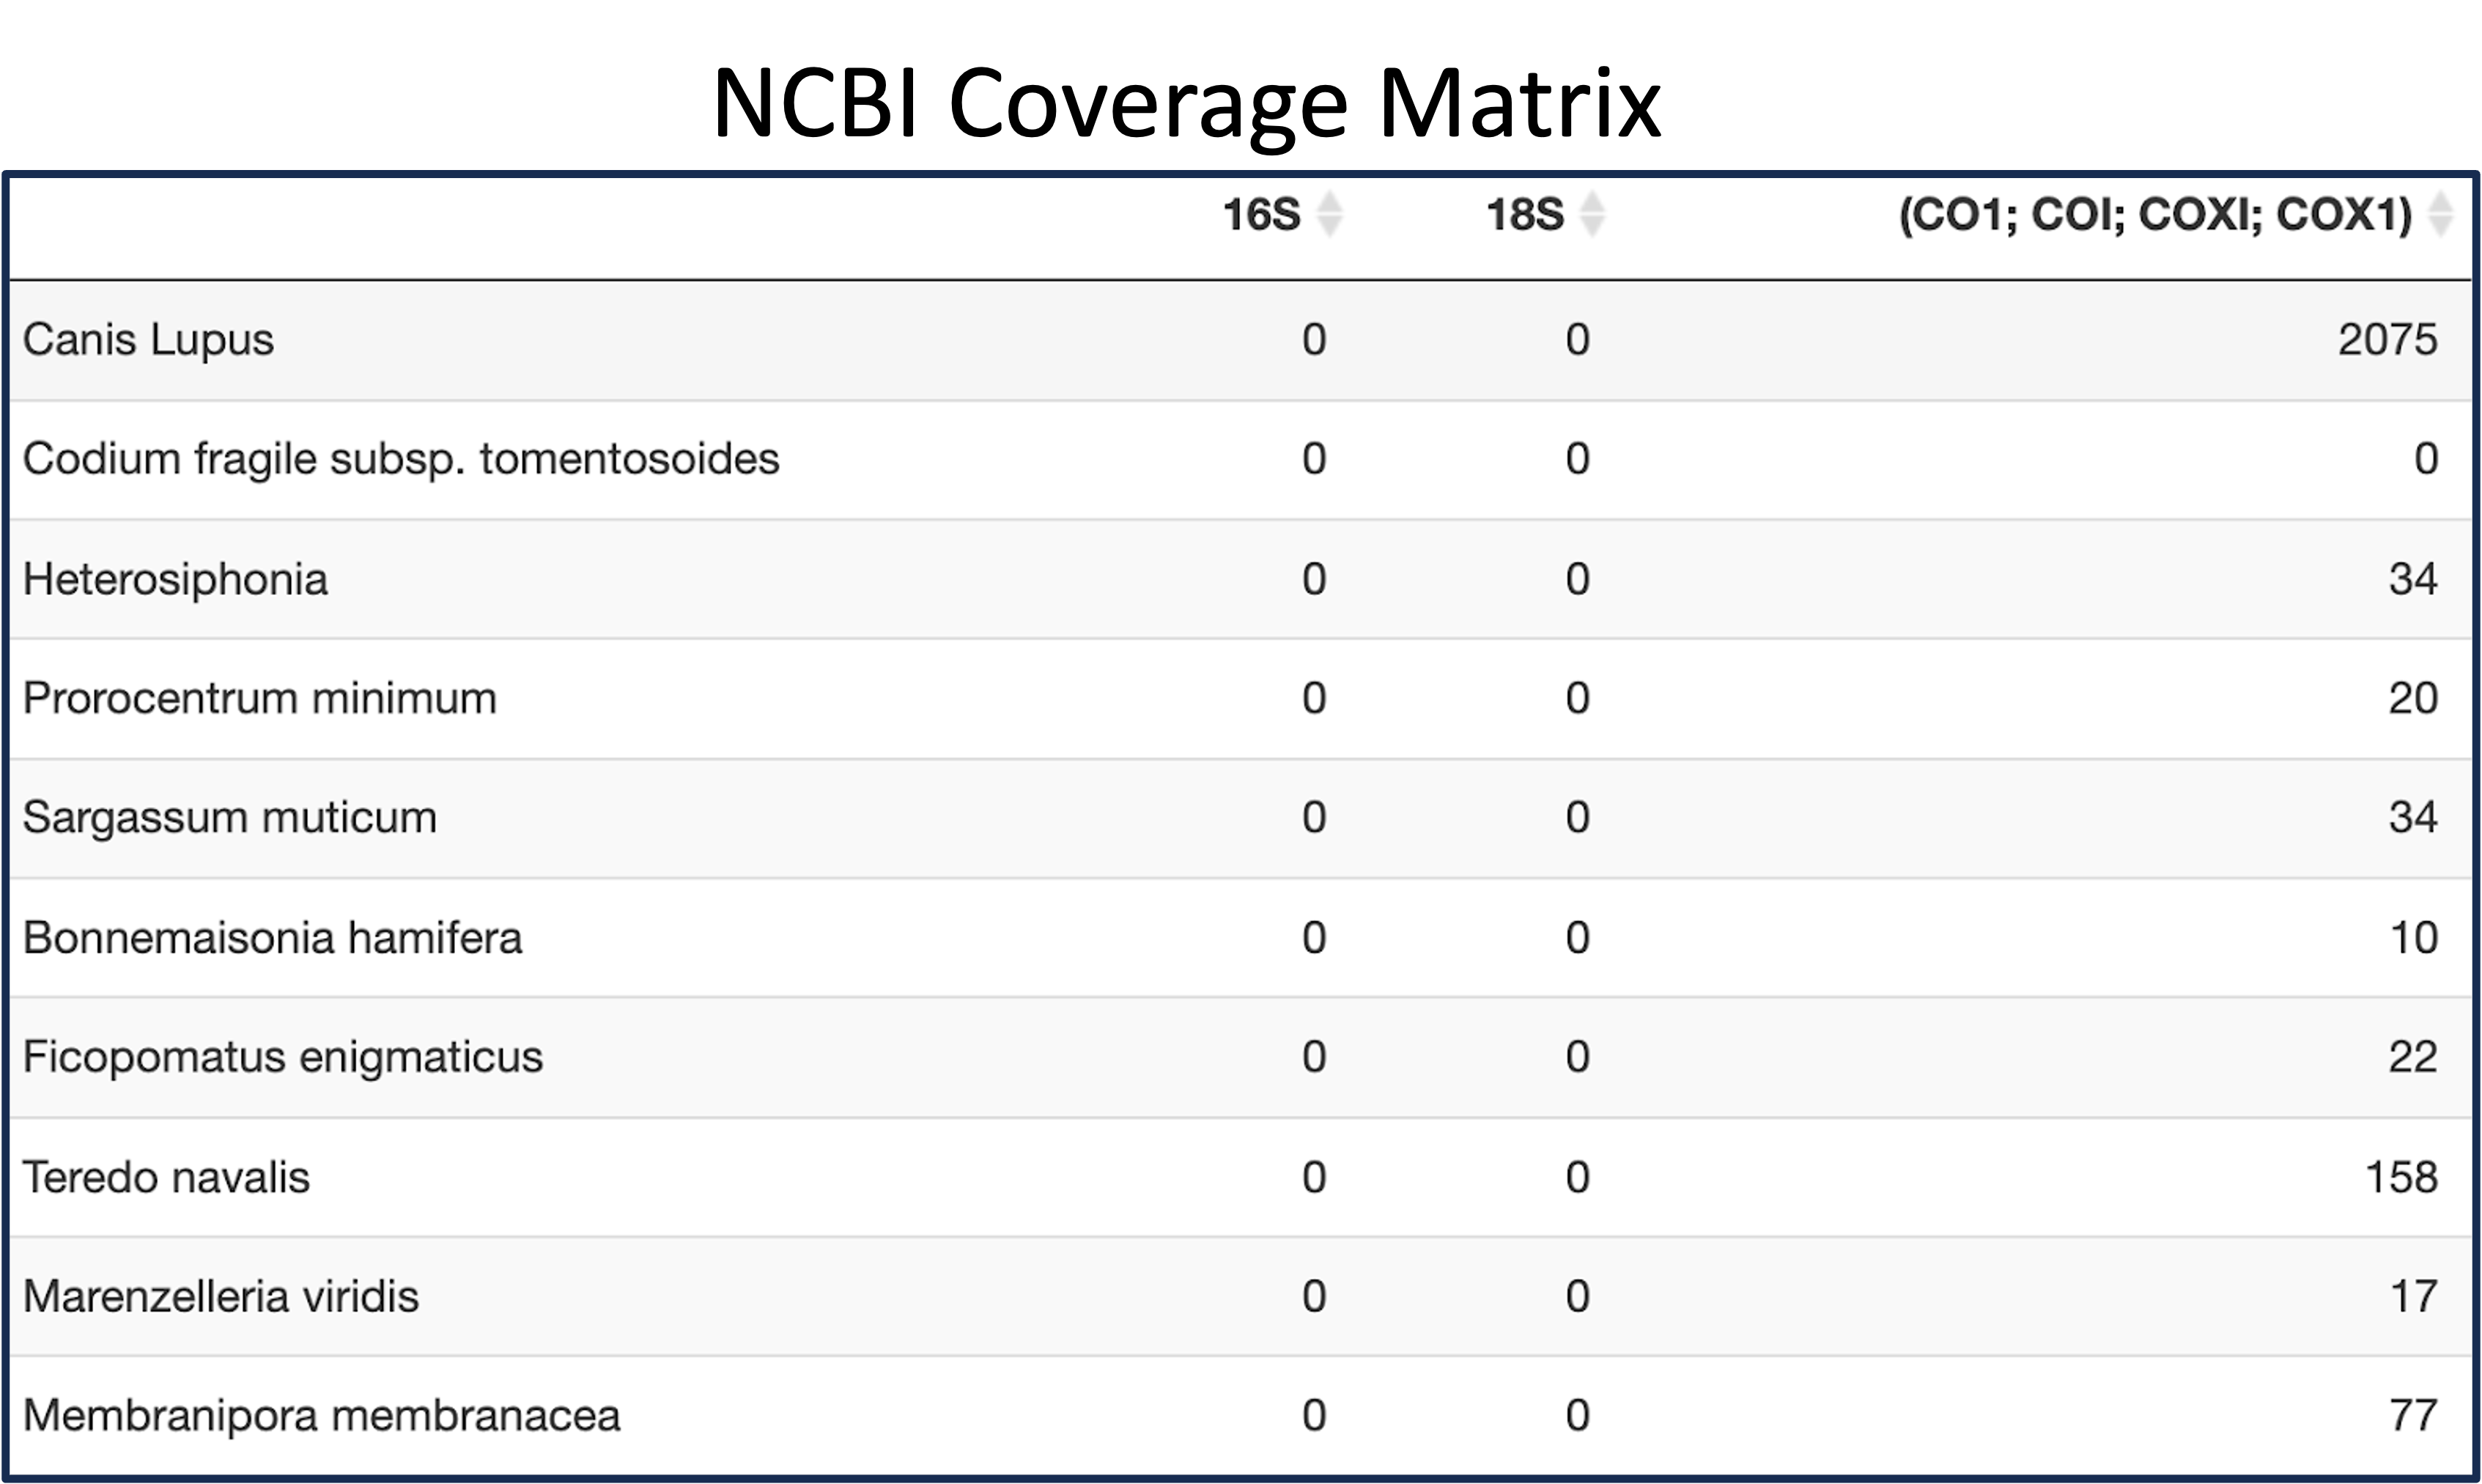 NCBI Coverage Matrix
16S 18S (CO1; COI; COXI; COX1)
Canis Lupus 0 0 2075
Codium fragile subsp. tomentosoides 0 0 0
Heterosiphonia 0 0 34
Prorocentrum minimum 0 0 20
Sargassum muticum 0 0 34
Bonnemaisonia hamifera 0 0 10
Ficopomatus enigmaticus 0 0 22
Teredo navalis 0 0 158
Marenzelleria viridis 0 0 17
Membranipora membranacea 0 0 77